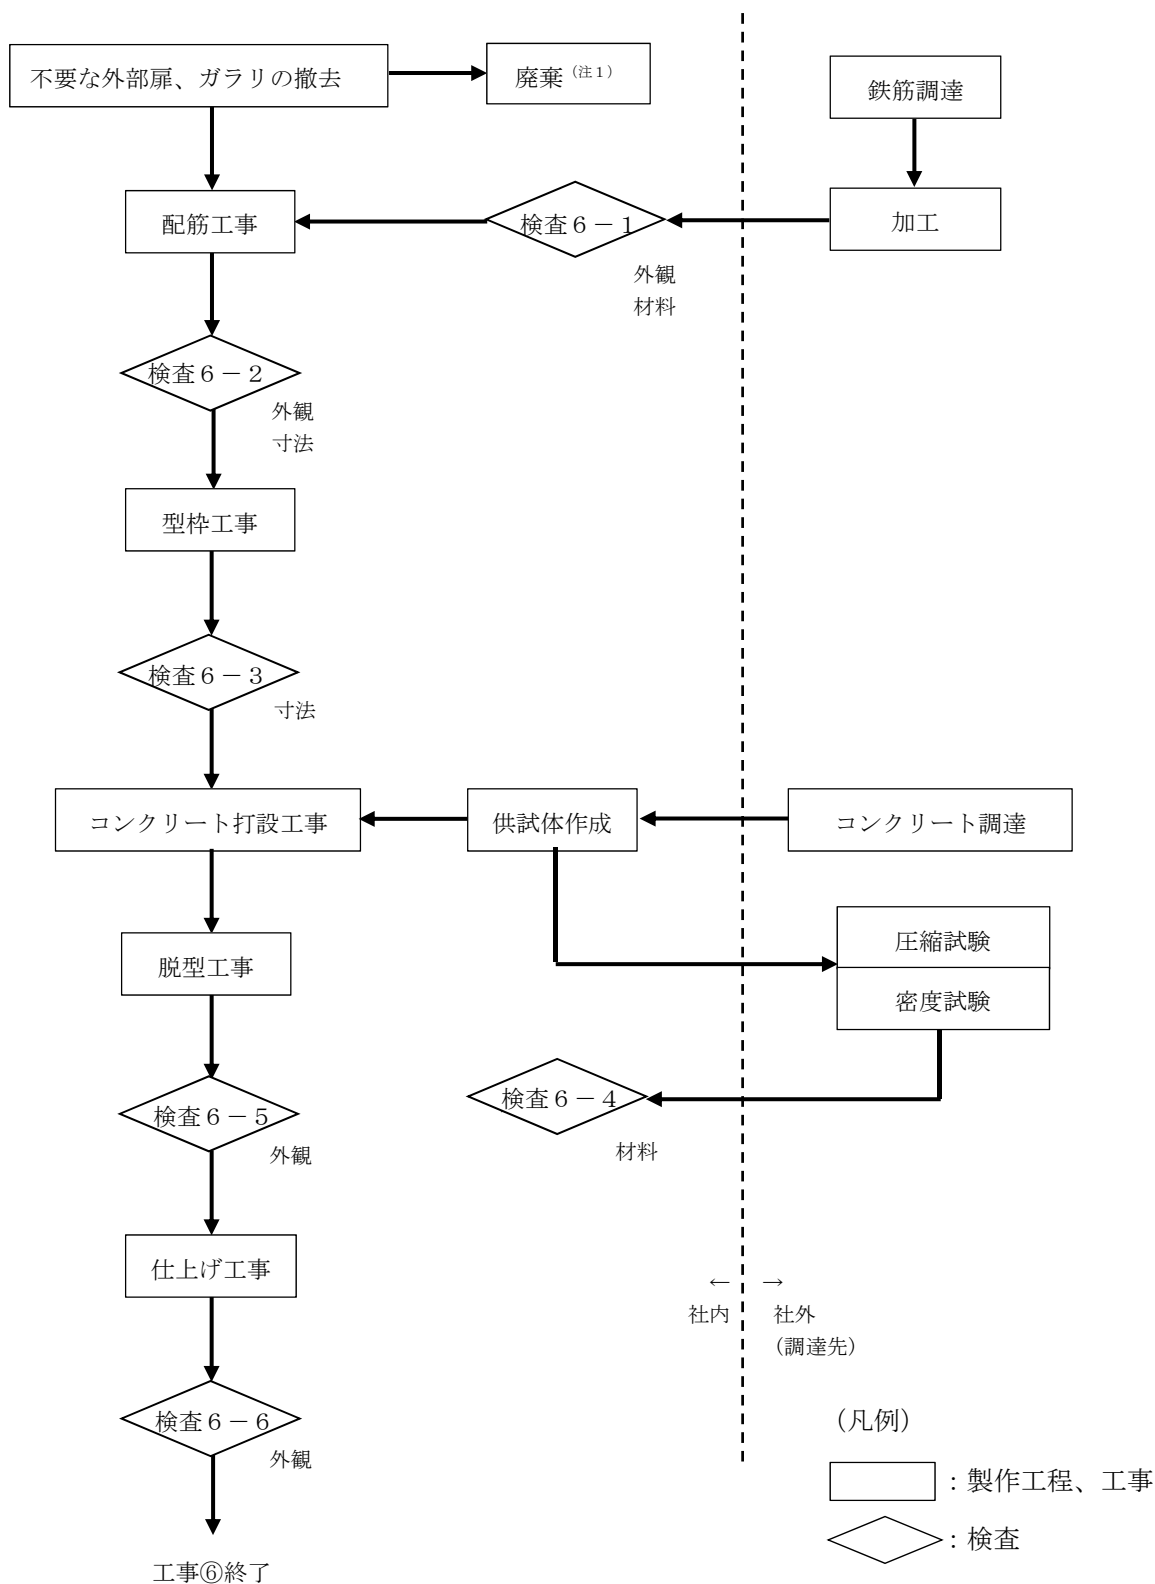 不要な外部扉、ガラリの撤去
廃棄（注１）
鉄筋調達
配筋工事
検査６－１
加工
外観
材料
検査６－２
外観
寸法
型枠工事
検査６－３
寸法
コンクリート打設工事
供試体作成
コンクリート調達
圧縮試験
脱型工事
密度試験
検査６－４
材料
検査６－５
外観
仕上げ工事
← →
社内 社外
（調達先）
検査６－６
外観
（凡例）
：製作工程、工事
：検査
工事⑥終了